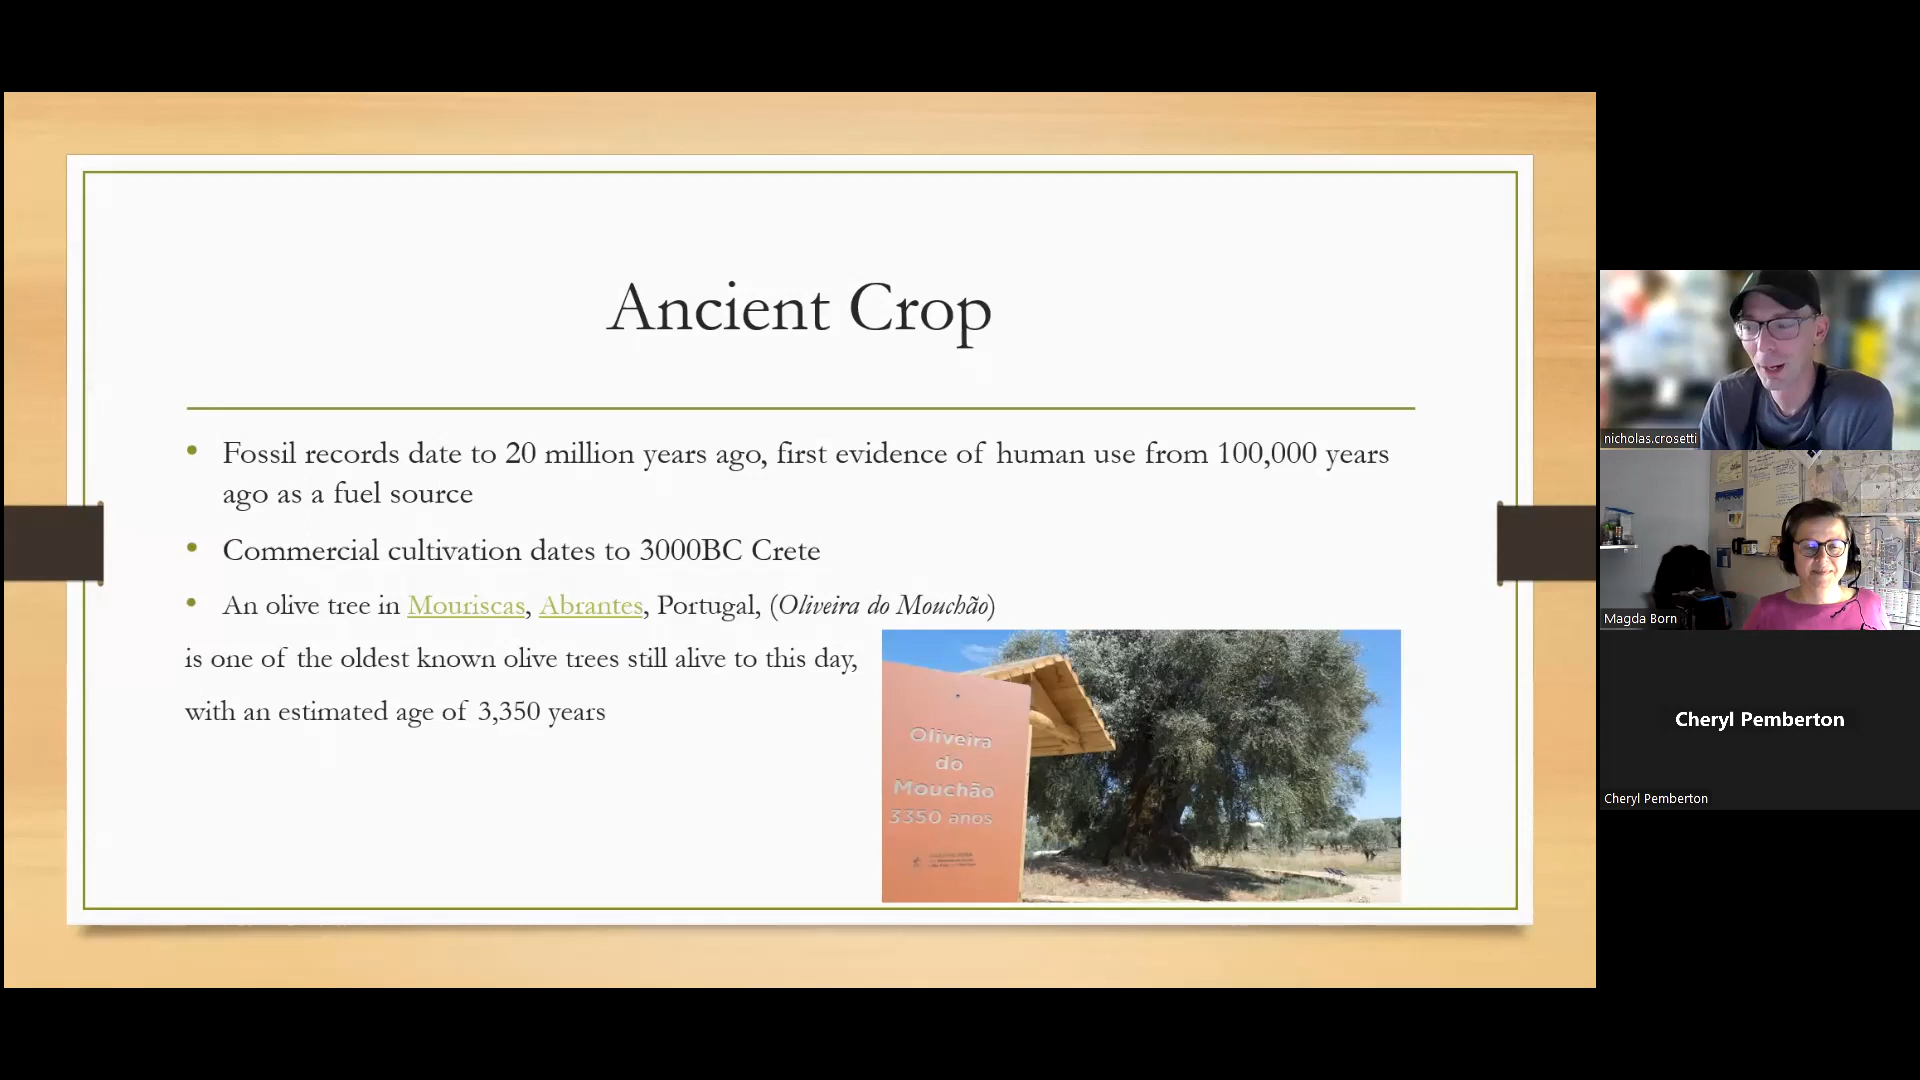 Ancient Crop
Fossil records date to 20 million years ago, first evidence of human use from 100,000 years
ago as a fuel source
Commercial cultivation dates to 3000BC Crete
An olive tree in Mouriscas, Abrantes, Portugal, (Oliveira do Mouchão)
is one of the oldest known olive trees still alive to this day,
with an estimated age of 3,350 years
Oliveira
do
Mouchão
3350 anos
nicholas.crosetti
Magda Born
Cheryl Pemberton
Cheryl Pemberton